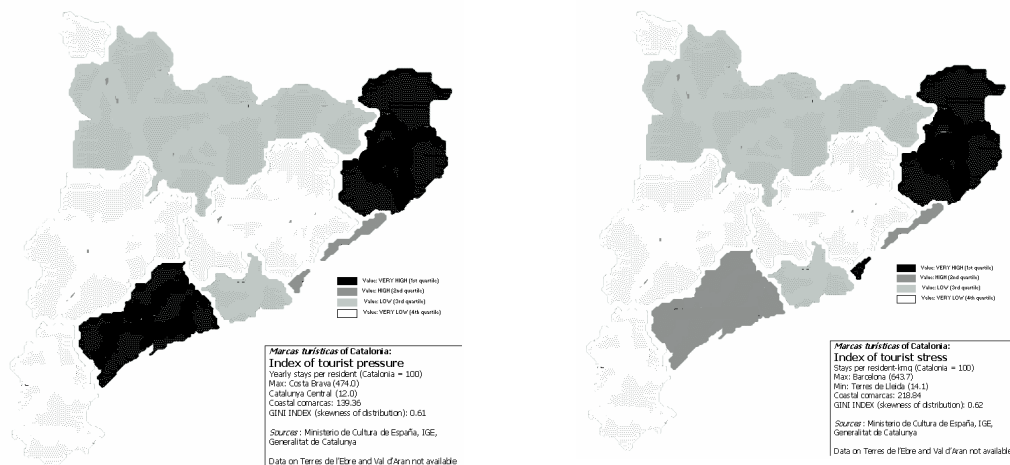 Value: VERY HIGH (1st quartile)
Value: HIGH (2nd quartile)
Value: LOW (3rd quartile)
Value: VERY LOW (4th quartile)
Marcas turísticas of Catalonia:
Index of tourist pressure
Yearly stays per resident (Catalonia = 100)
Max: Costa Brava (474.0)
Catalunya Central (12.0)
Coastal comarcas: 139.36
GINI INDEX (skewness of distribution): 0.61
Sources: Ministerio de Cultura de España, IGE,
Generalitat de Catalunya
Data on Terres de l'Ebre and Val d'Aran not available
Value: VERY HIGH (1st quartile)
Value: HIGH (2nd quartile)
Value: LOW (3rd quartile)
Value: VERY LOW (4th quartile)
Marcas turísticas of Catalonia:
Index of tourist stress
Stays per resident-kmq (Catalonia = 100)
Max: Barcelona (643.7)
Min: Terres de Lleida (14.1)
Coastal comarcas: 218.84
GINI INDEX (skewness of distribution): 0.62
Sources: Ministerio de Cultura de España, IGE,
Generalitat de Catalunya
Data on Terres de l'Ebre and Val d'Aran not available